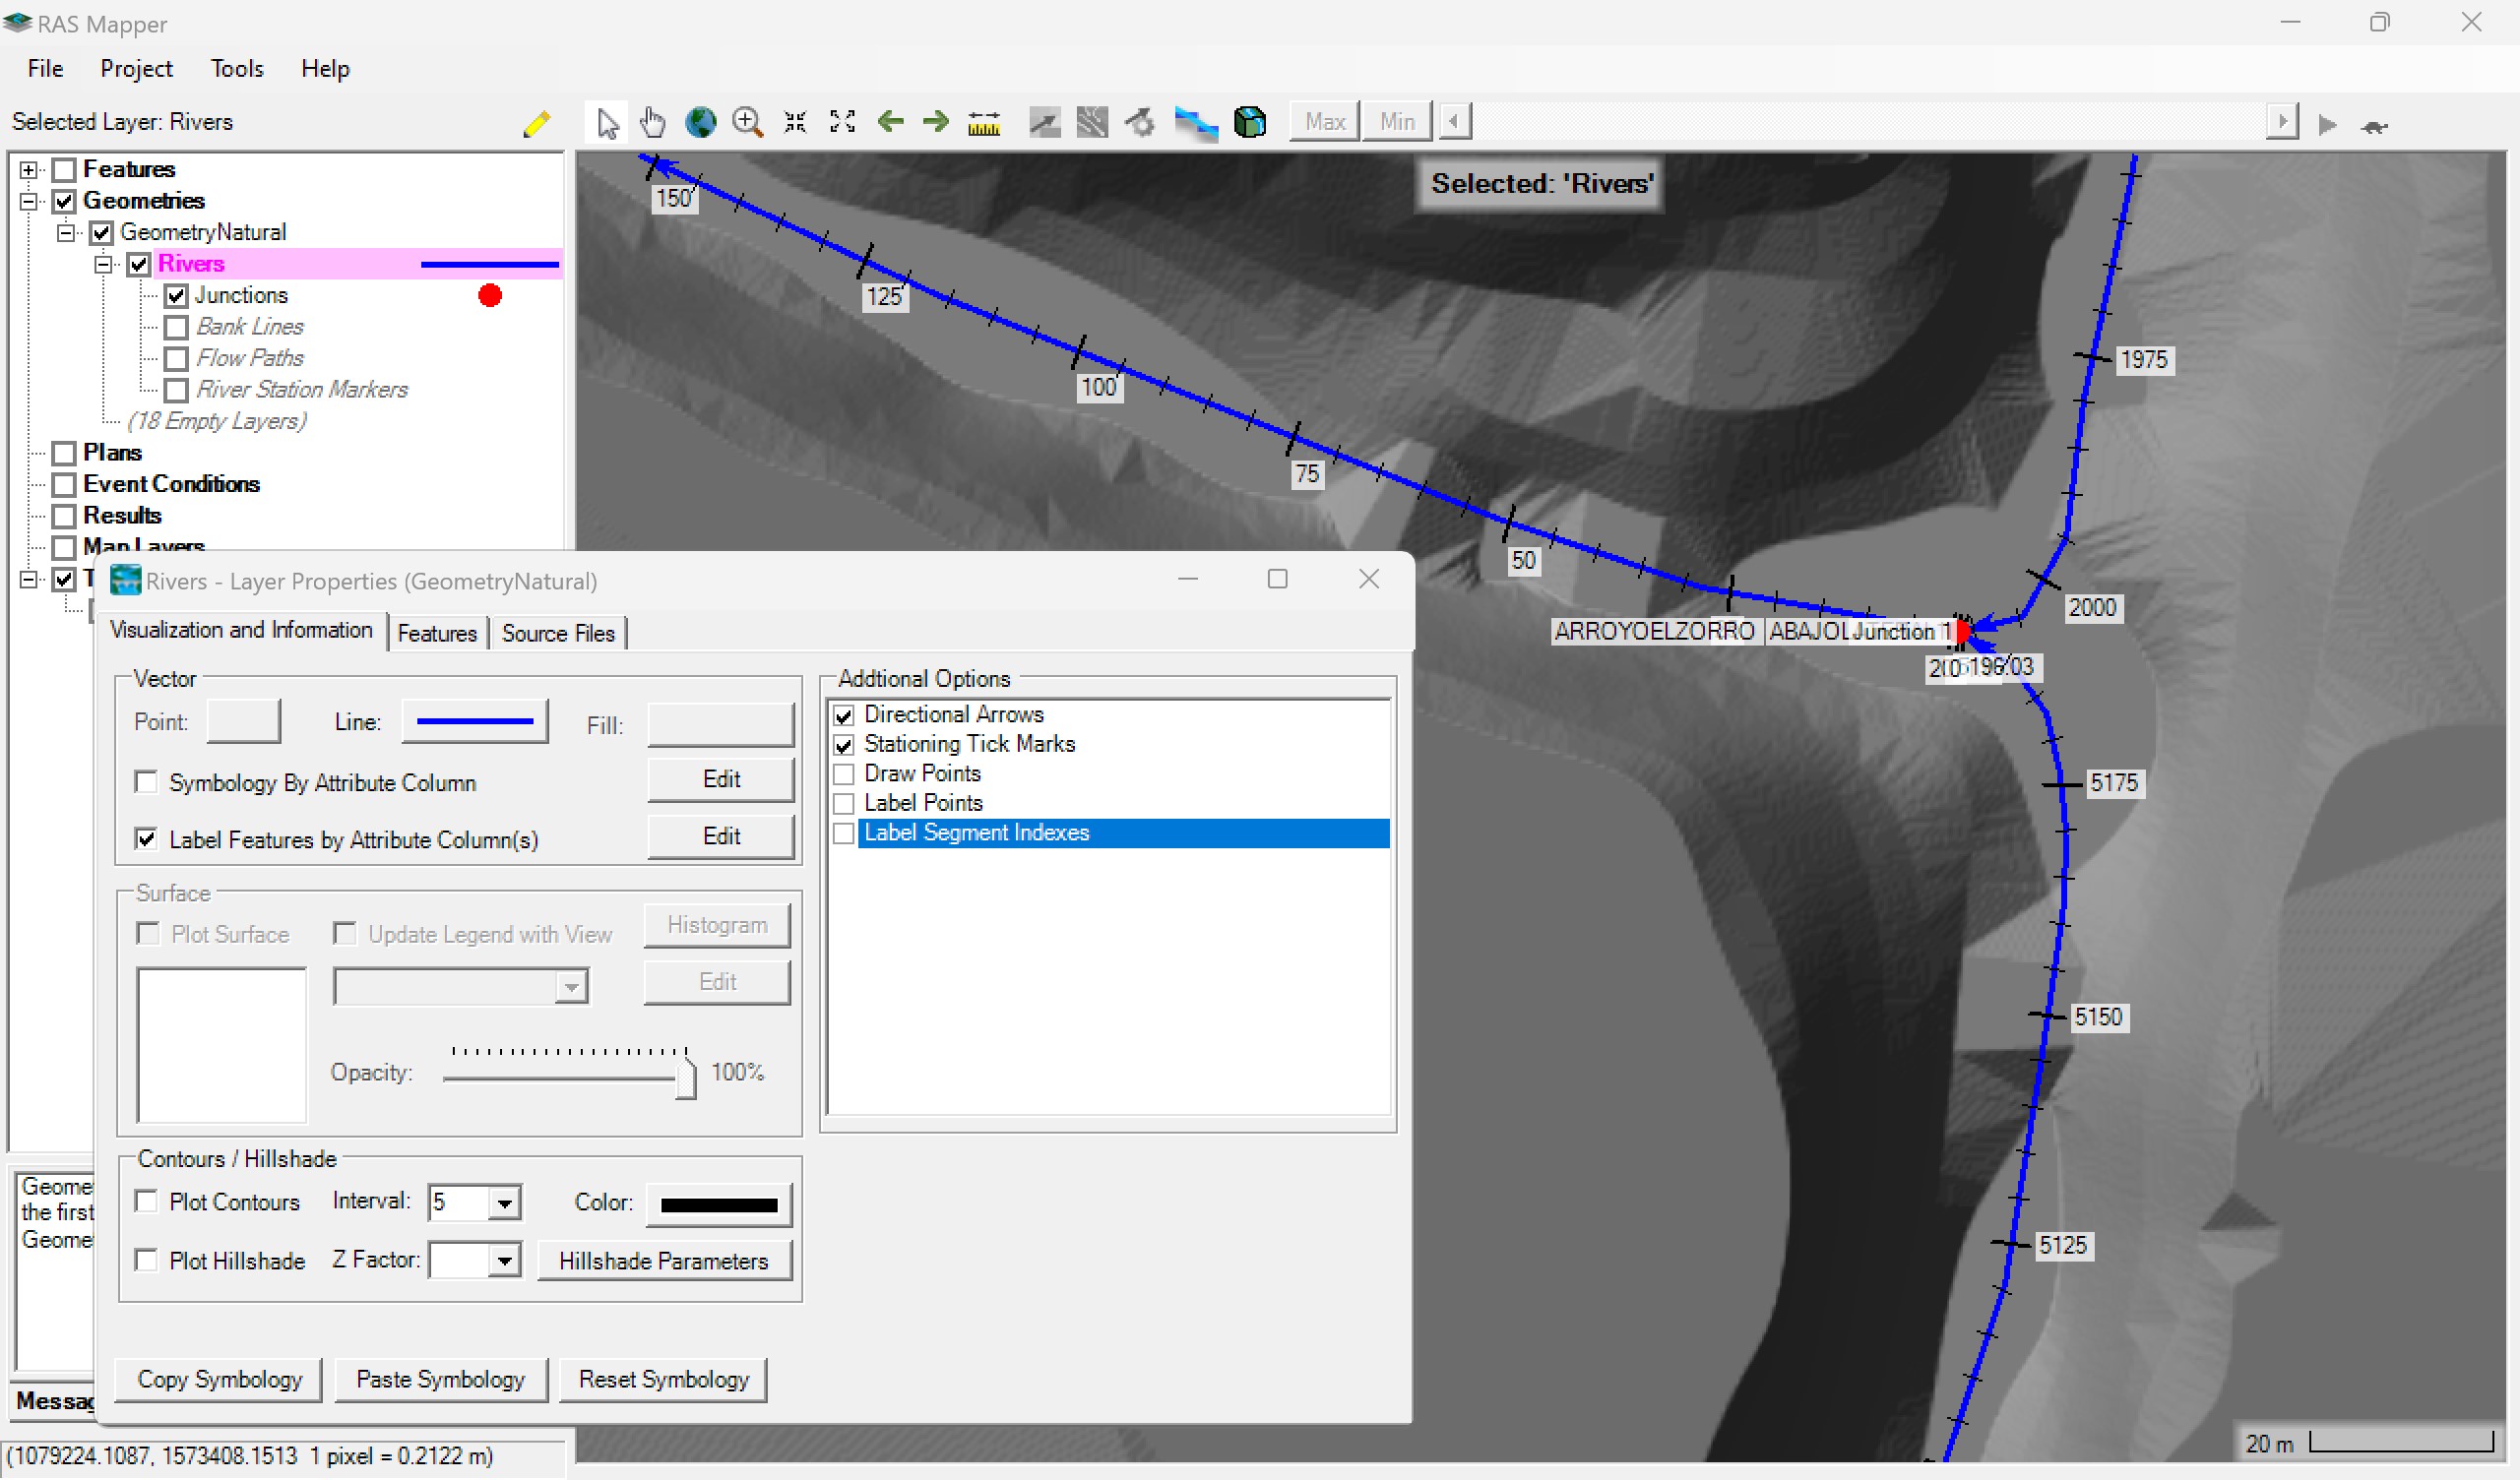 RAS Mapper
File Project Tools Help
Selected Layer: Rivers
Max Min
Features
Geometries
GeometryNatural
Rivers
Junctions
Bank Lines
Flow Paths
River Station Markers
(18 Empty Layers)
Plans
Event Conditions
Results
Map Layers
T
Selected: 'Rivers'
150
125
100
75
50
1975
2000
ARROYOELZORRO ABAJOL Junction 1
5196.03
5175
5150
5125
20 m
Rivers - Layer Properties (GeometryNatural)
Visualization and Information Features Source Files
Vector
Point: Line: Fill:
Symbology By Attribute Column Edit
Label Features by Attribute Column(s) Edit
Surface
Plot Surface Update Legend with View Histogram
Edit
Opacity: 100%
Contours / Hillshade
Plot Contours Interval: 5 Color:
Plot Hillshade Z Factor: Hillshade Parameters
Copy Symbology Paste Symbology Reset Symbology
Addtional Options
Directional Arrows
Stationing Tick Marks
Draw Points
Label Points
Label Segment Indexes
Geome
the first
Geome
Messag
(1079224.1087, 1573408.1513 1 pixel = 0.2122 m)